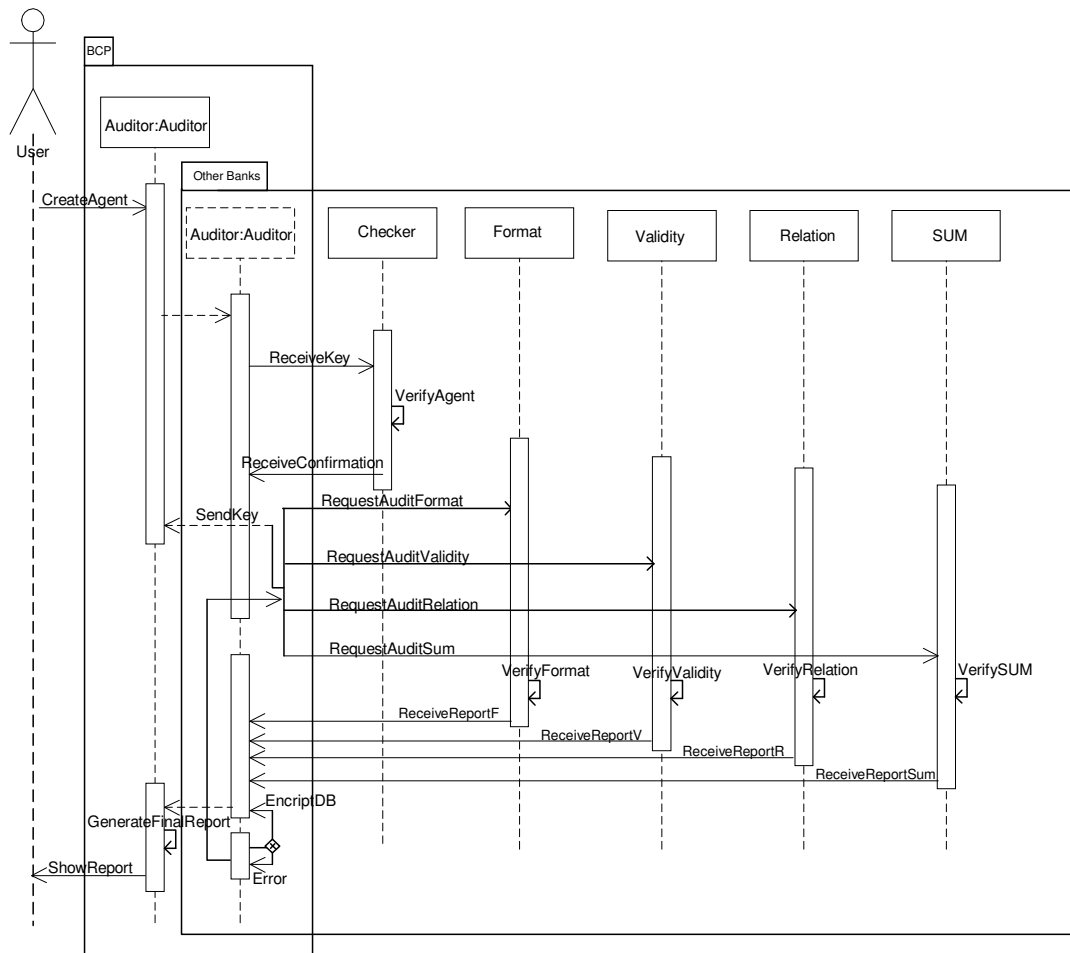 BCP
Auditor:Auditor
User
Other Banks
CreateAgent
Auditor:Auditor
Checker
Format
Validity
Relation
SUM
ReceiveKey
VerifyAgent
ReceiveConfirmation
RequestAuditFormat
SendKey
RequestAuditValidity
RequestAuditRelation
RequestAuditSum
VerifyFormat
VerifyValidity
VerifyRelation
VerifySUM
ReceiveReportF
ReceiveReportV
ReceiveReportR
ReceiveReportSum
EncriptDB
GenerateFinalReport
ShowReport
Error